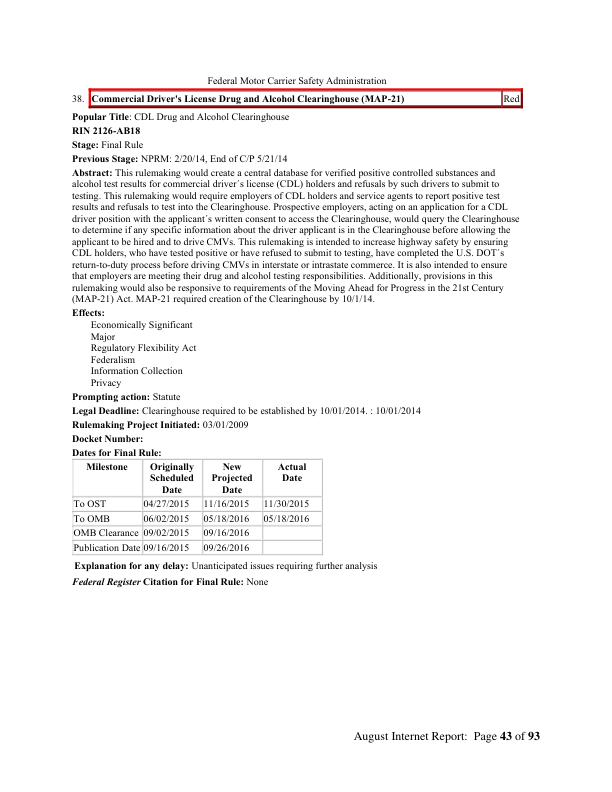 Federal Motor Carrier Safety Administration
38. Commercial Driver's License Drug and Alcohol Clearinghouse (MAP-21) Red
Popular Title: CDL Drug and Alcohol Clearinghouse
RIN 2126-AB18
Stage: Final Rule
Previous Stage: NPRM: 2/20/14, End of C/P 5/21/14
Abstract: This rulemaking would create a central database for verified positive controlled substances and
alcohol test results for commercial driver´s license (CDL) holders and refusals by such drivers to submit to
testing. This rulemaking would require employers of CDL holders and service agents to report positive test
results and refusals to test into the Clearinghouse. Prospective employers, acting on an application for a CDL
driver position with the applicant´s written consent to access the Clearinghouse, would query the Clearinghouse
to determine if any specific information about the driver applicant is in the Clearinghouse before allowing the
applicant to be hired and to drive CMVs. This rulemaking is intended to increase highway safety by ensuring
CDL holders, who have tested positive or have refused to submit to testing, have completed the U.S. DOT´s
return-to-duty process before driving CMVs in interstate or intrastate commerce. It is also intended to ensure
that employers are meeting their drug and alcohol testing responsibilities. Additionally, provisions in this
rulemaking would also be responsive to requirements of the Moving Ahead for Progress in the 21st Century
(MAP-21) Act. MAP-21 required creation of the Clearinghouse by 10/1/14.
Effects:
Economically Significant
Major
Regulatory Flexibility Act
Federalism
Information Collection
Privacy
Prompting action: Statute
Legal Deadline: Clearinghouse required to be established by 10/01/2014. : 10/01/2014
Rulemaking Project Initiated: 03/01/2009
Docket Number:
Dates for Final Rule:
Milestone Originally Scheduled Date New Projected Date Actual Date
To OST 04/27/2015 11/16/2015 11/30/2015
To OMB 06/02/2015 05/18/2016 05/18/2016
OMB Clearance 09/02/2015 09/16/2016
Publication Date 09/16/2015 09/26/2016
Explanation for any delay: Unanticipated issues requiring further analysis
Federal Register Citation for Final Rule: None
August Internet Report: Page 43 of 93